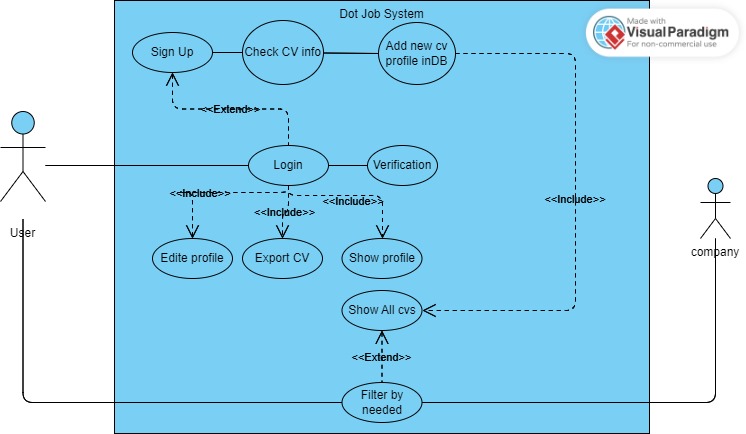 Dot Job System
Made with
Visual Paradigm
For non-commercial use
Sign Up
Check CV info
Add new cv
profile inDB
<<Extend>>
Login
Verification
<<Include>>
<<Include>>
<<Include>>
<<Include>>
User
company
Edite profile
Export CV
Show profile
Show All cvs
<<Extend>>
Filter by
needed